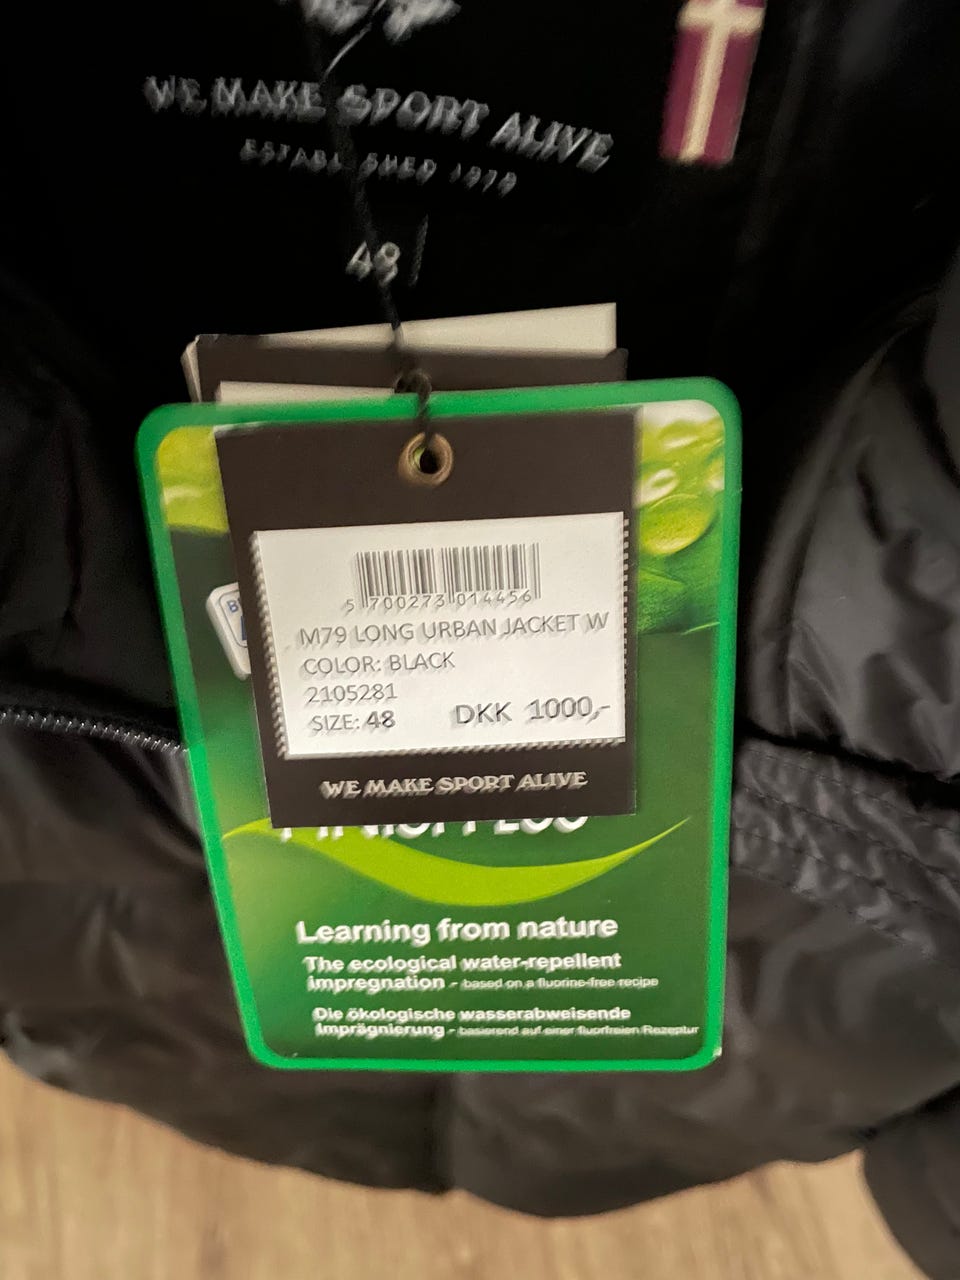 WE MAKE SPORT ALIVE
ESTABLISHED 1979
48
5 700273 014456
M79 LONG URBAN JACKET W
COLOR: BLACK
2105281
SIZE: 48 DKK 1000,-
WE MAKE SPORT ALIVE
Learning from nature
The ecological water-repellent
impregnation - based on a fluorine-free recipe
Die ökologische wasserabweisende
Imprägnierung - basierend auf einer fluorfreien Rezeptur